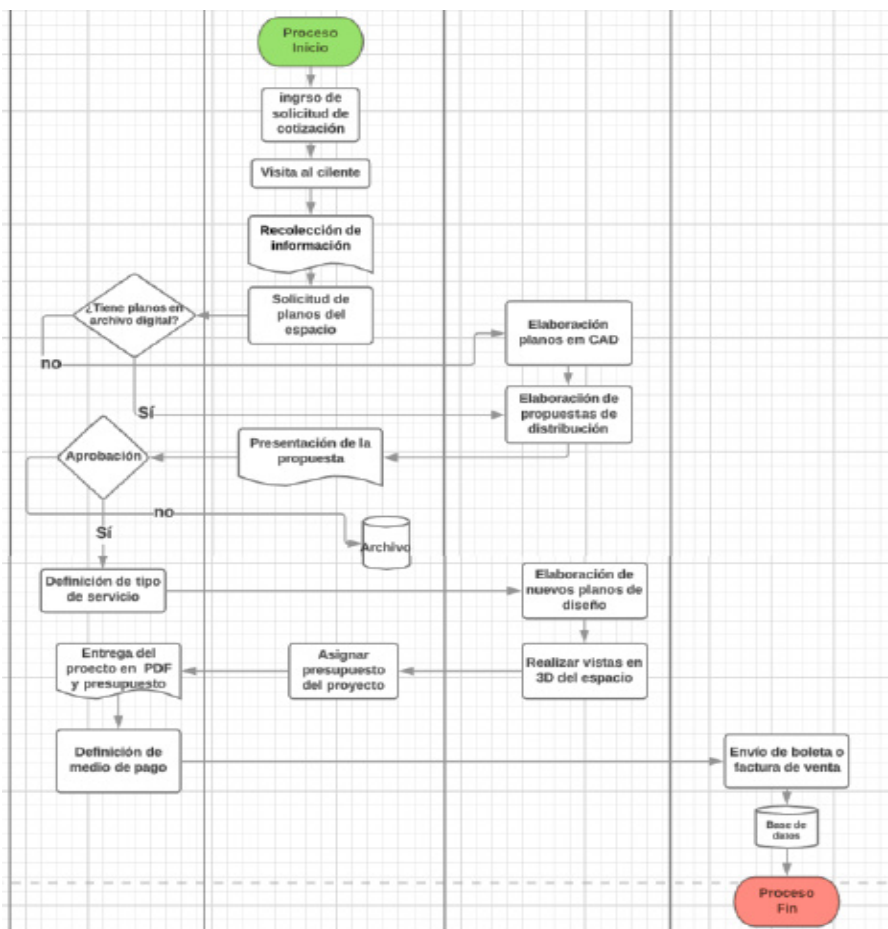 Proceso
Inicio
ingrso de
solicitud de
cotización
Visita al cilente
Recolección de
información
Solicitud de
planos del
espacio
¿Tiene planos en
archivo digital?
no
Elaboración
planos em CAD
Sí
Elaboraciión de
propuestas de
distribución
Presentación de la
propuesta
Aprobación
no
Archivo
Sí
Definición de tipo
de servicio
Elaboración de
nuevos planos de
diseño
Entrega del
proecto en PDF
y presupuesto
Asignar
presupuesto
del proyecto
Realizar vistas en
3D del espacio
Definición de
medio de pago
Envío de boleta o
factura de venta
Base de
datos
Proceso
Fin